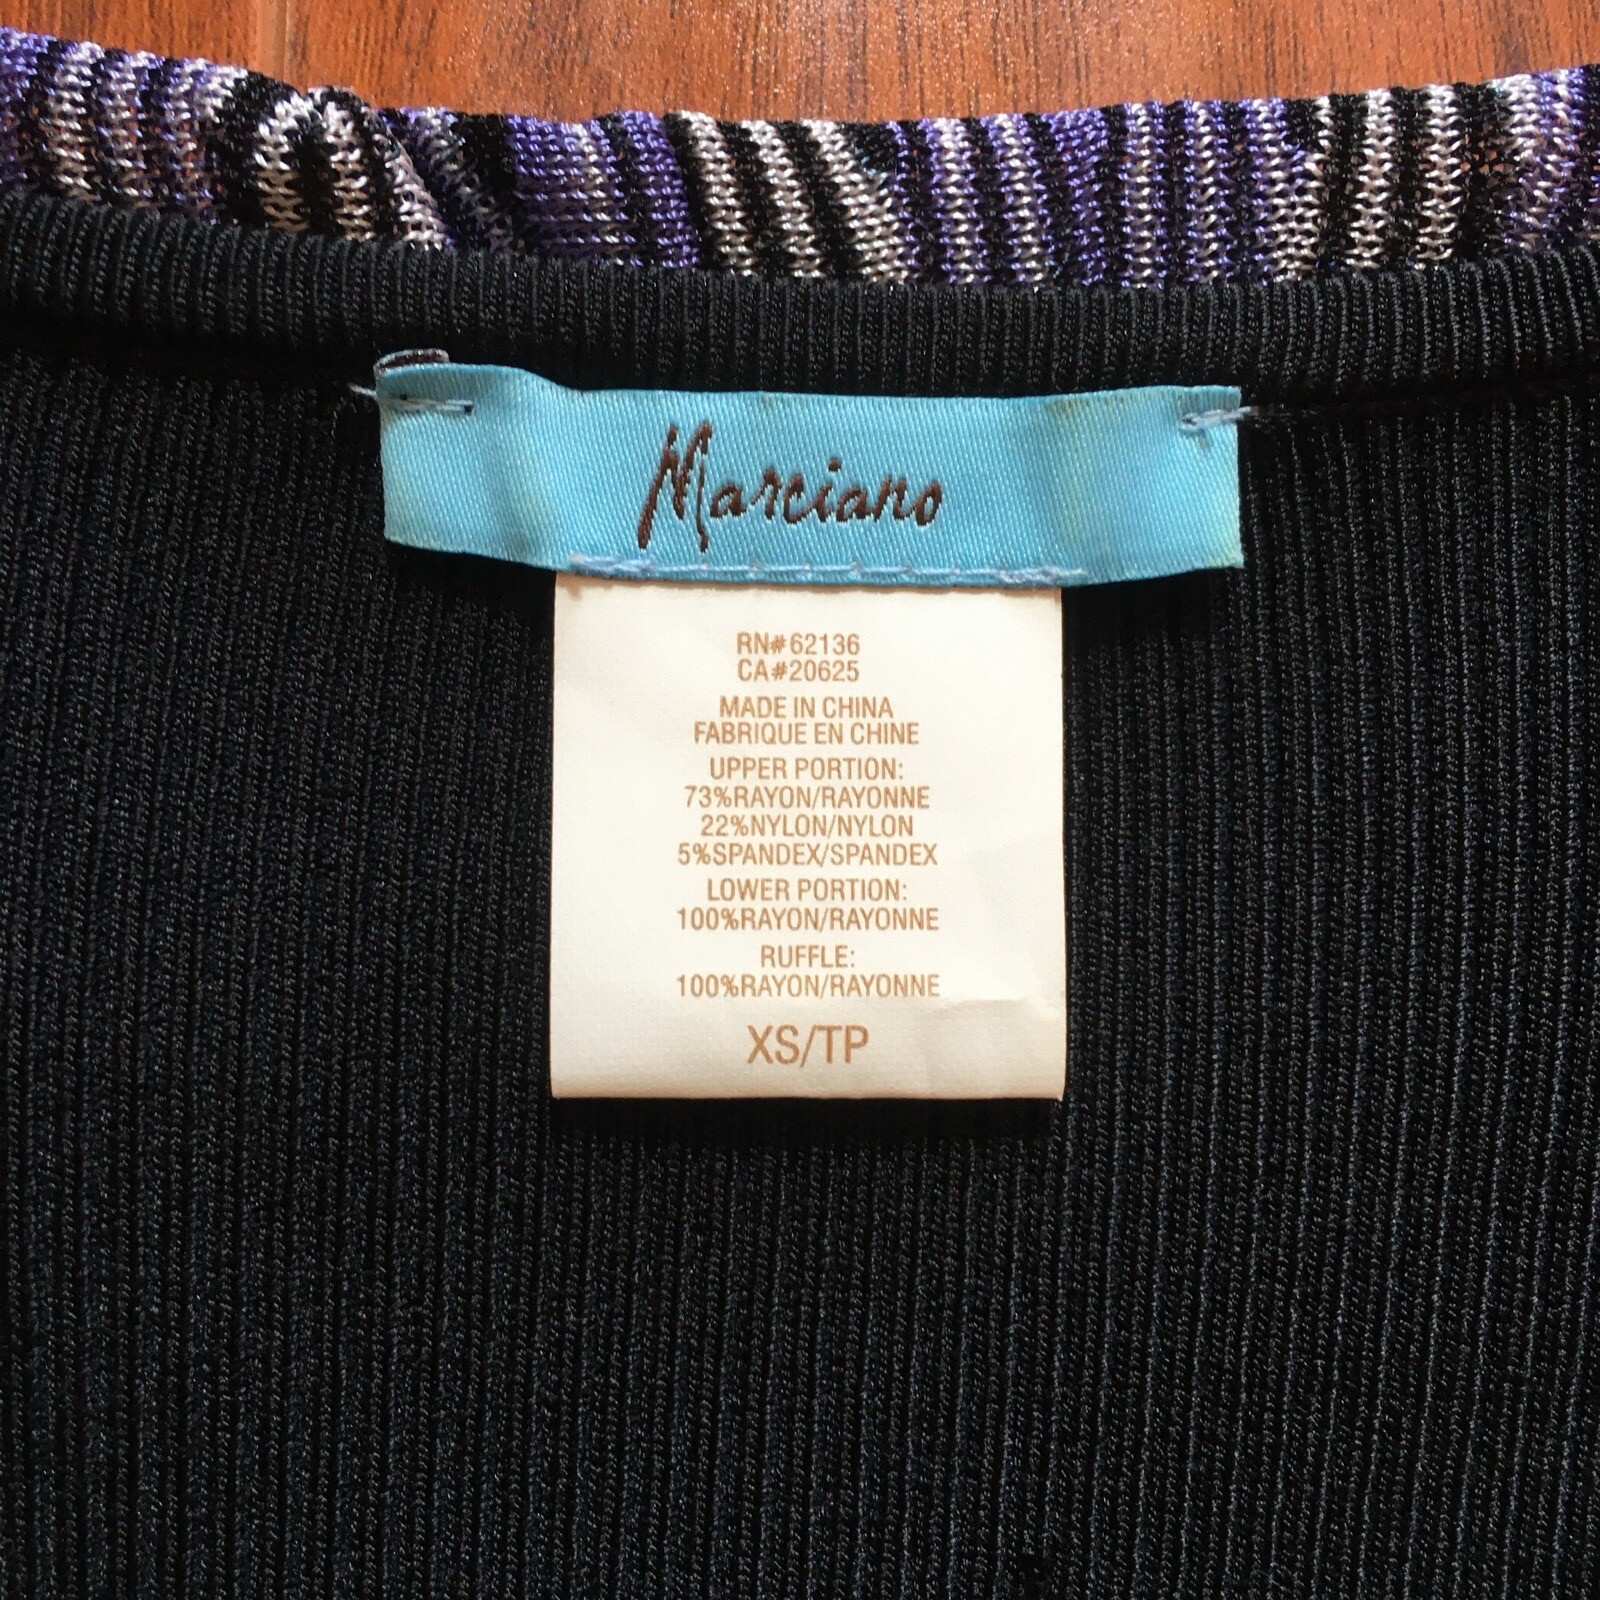 Marciano
RN#62136
CA#20625
MADE IN CHINA
FABRIQUE EN CHINE
UPPER PORTION:
73%RAYON/RAYONNE
22%NYLON/NYLON
5%SPANDEX/SPANDEX
LOWER PORTION:
100%RAYON/RAYONNE
RUFFLE:
100%RAYON/RAYONNE
XS/TP